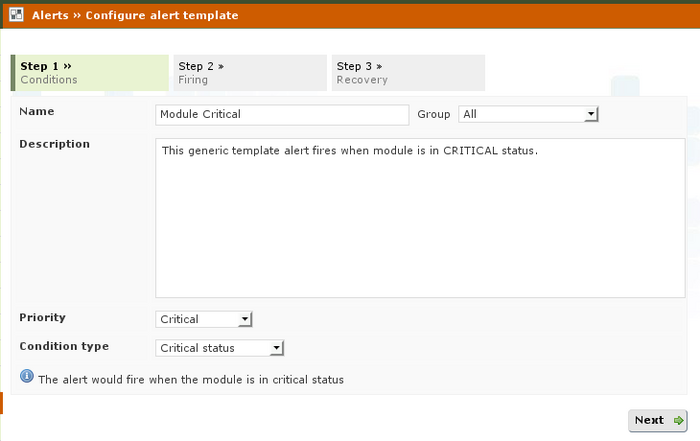 Alerts » Configure alert template
Step 1 »
Conditions
Step 2 »
Firing
Step 3 »
Recovery
Name Module Critical Group All
Description This generic template alert fires when module is in CRITICAL status.
Priority Critical
Condition type Critical status
The alert would fire when the module is in critical status
Next